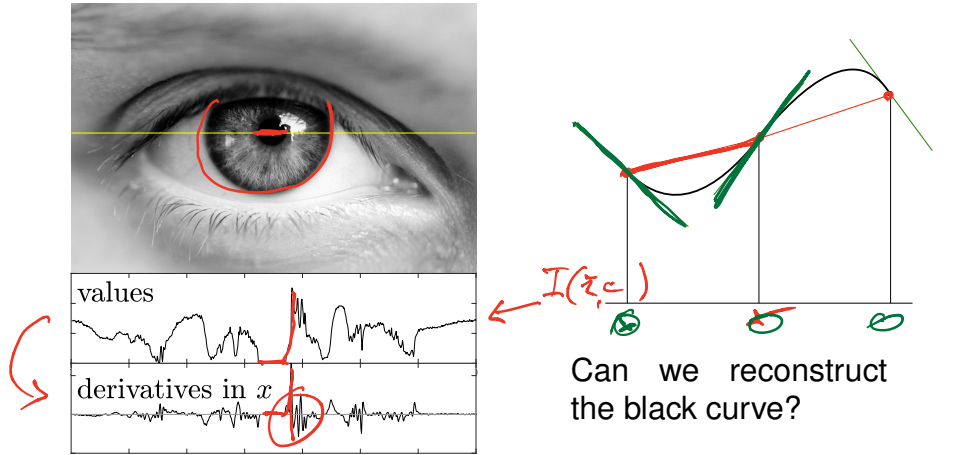 values
derivatives in x
Can we reconstruct
the black curve?